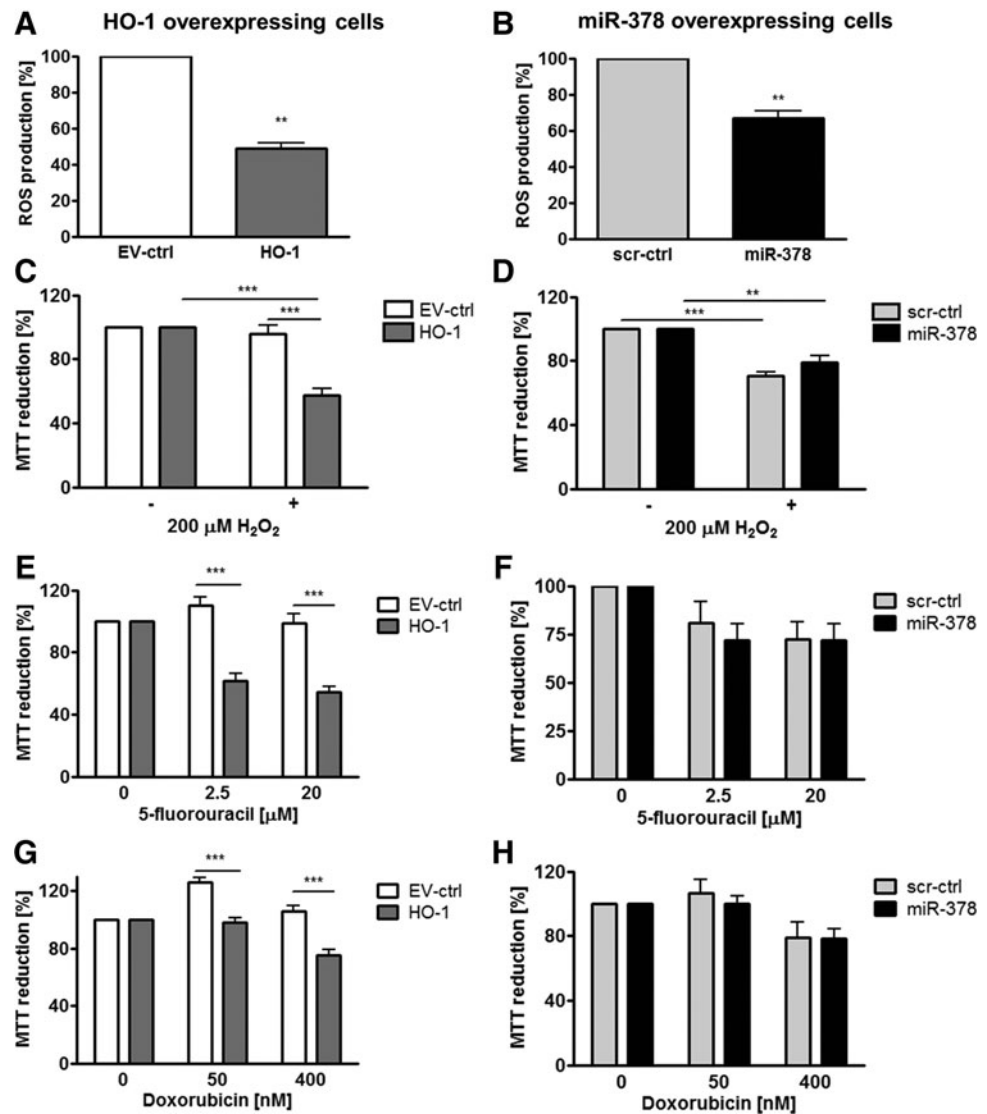 A HO-1 overexpressing cells
ROS production [%]
100
80
60
40
20
0
**
EV-ctrl HO-1
B miR-378 overexpressing cells
ROS production [%]
100
80
60
40
20
0
**
scr-ctrl miR-378
C
MTT reduction [%]
120
80
40
0
***
***
EV-ctrl
HO-1
- +
200 μM H₂O₂
D
MTT reduction [%]
120
80
40
0
**
***
scr-ctrl
miR-378
- +
200 μM H₂O₂
E
MTT reduction [%]
120
80
40
0
***
***
EV-ctrl
HO-1
0 2.5 20
5-fluorouracil [μM]
F
MTT reduction [%]
100
75
50
25
0
scr-ctrl
miR-378
0 2.5 20
5-fluorouracil [μM]
G
MTT reduction [%]
120
80
40
0
***
***
EV-ctrl
HO-1
0 50 400
Doxorubicin [nM]
H
MTT reduction [%]
120
80
40
0
scr-ctrl
miR-378
0 50 400
Doxorubicin [nM]